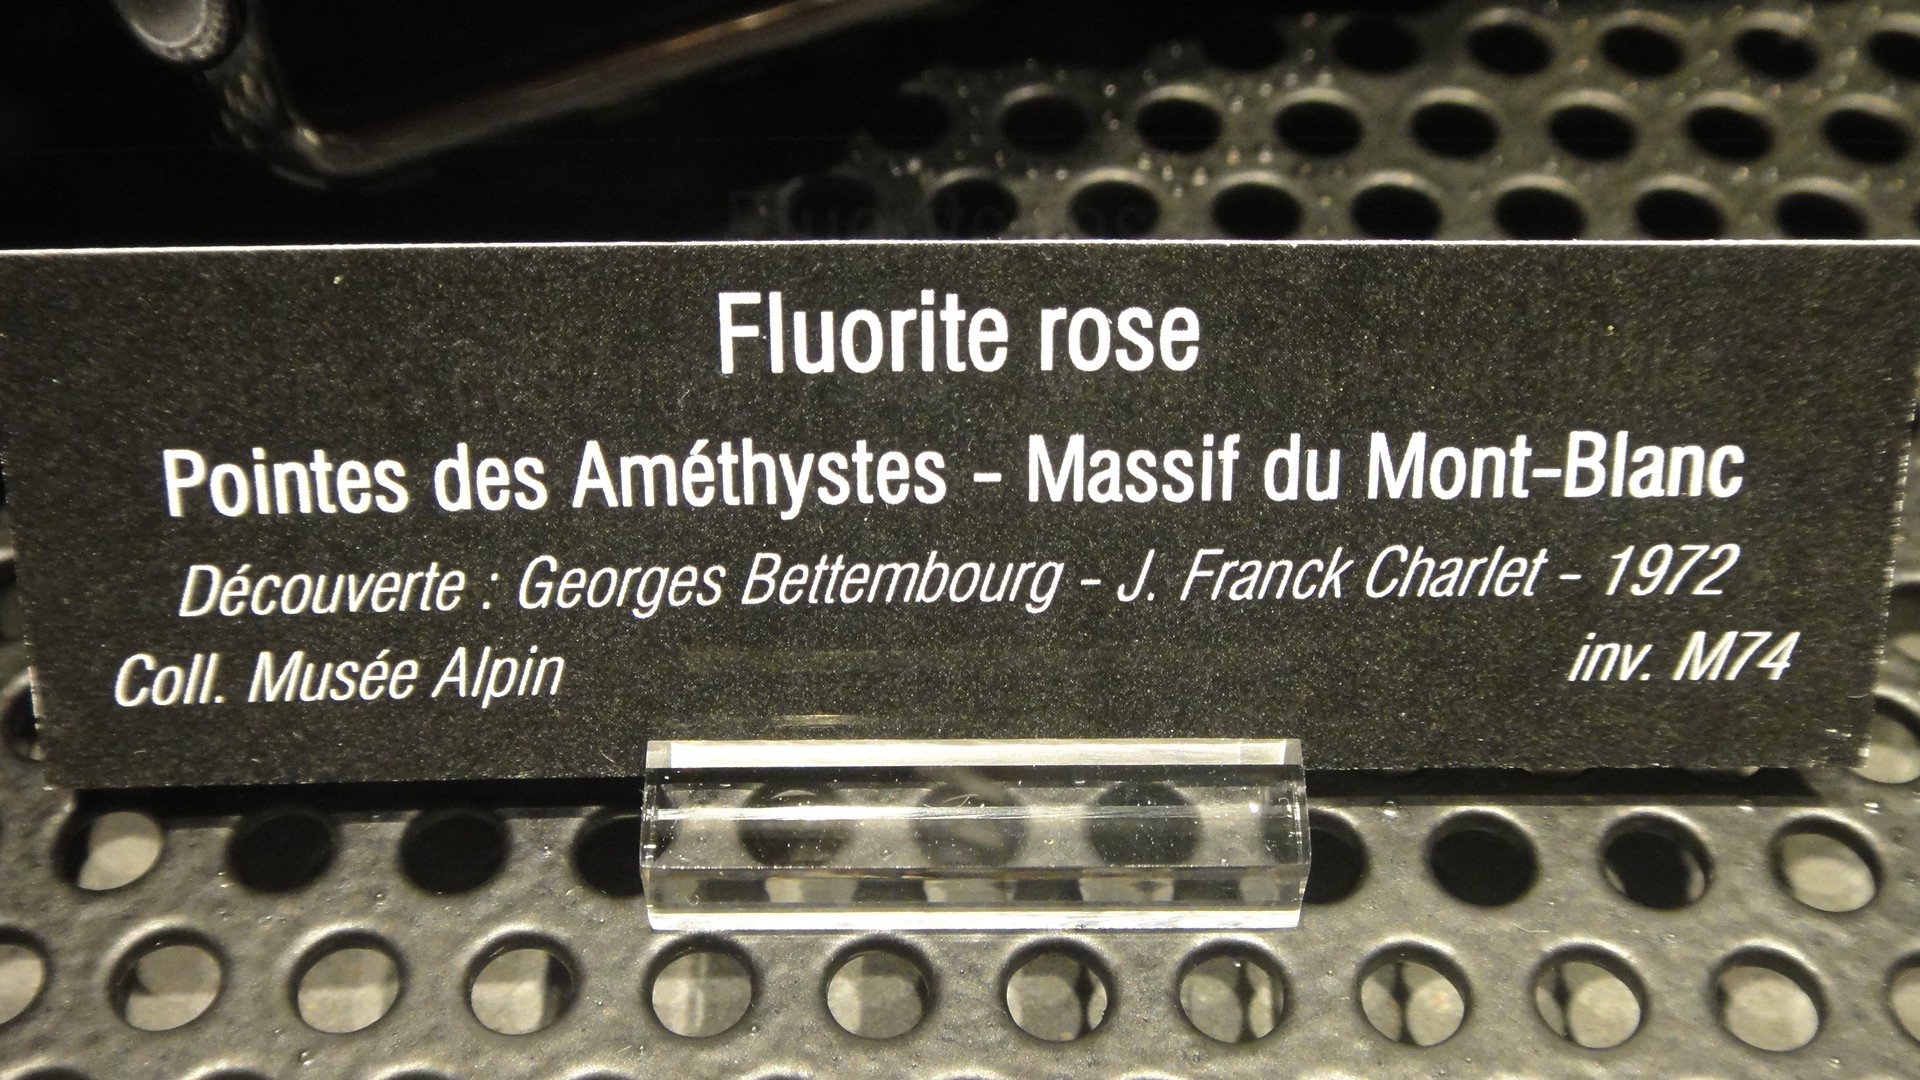 Fluorite rose
Pointes des Améthystes - Massif du Mont-Blanc
Découverte : Georges Bettembourg - J. Franck Charlet - 1972
Coll. Musée Alpin inv. M74